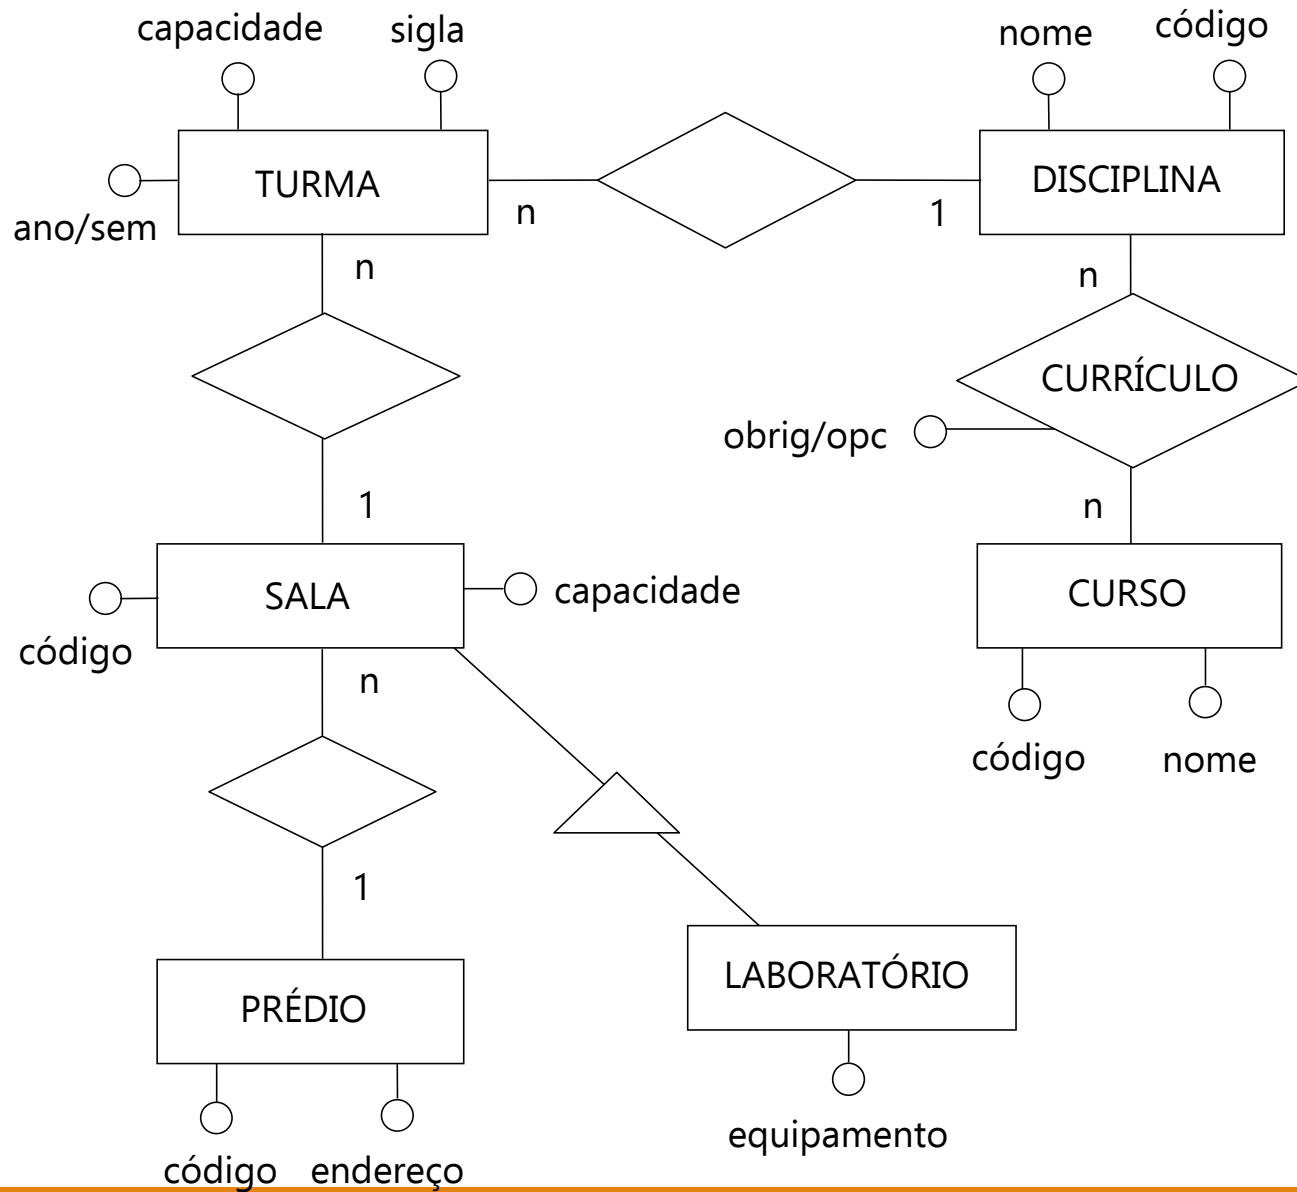 capacidade
sigla
nome
código
TURMA
DISCIPLINA
ano/sem
n
1
n
n
CURRÍCULO
obrig/opc
1
n
SALA
capacidade
CURSO
código
n
código
nome
1
LABORATÓRIO
PRÉDIO
equipamento
código
endereço